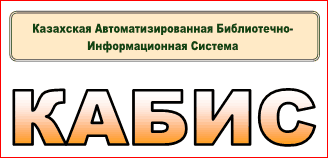 Казахская Автоматизированная Библиотечно-
Информационная Система
КАБИС